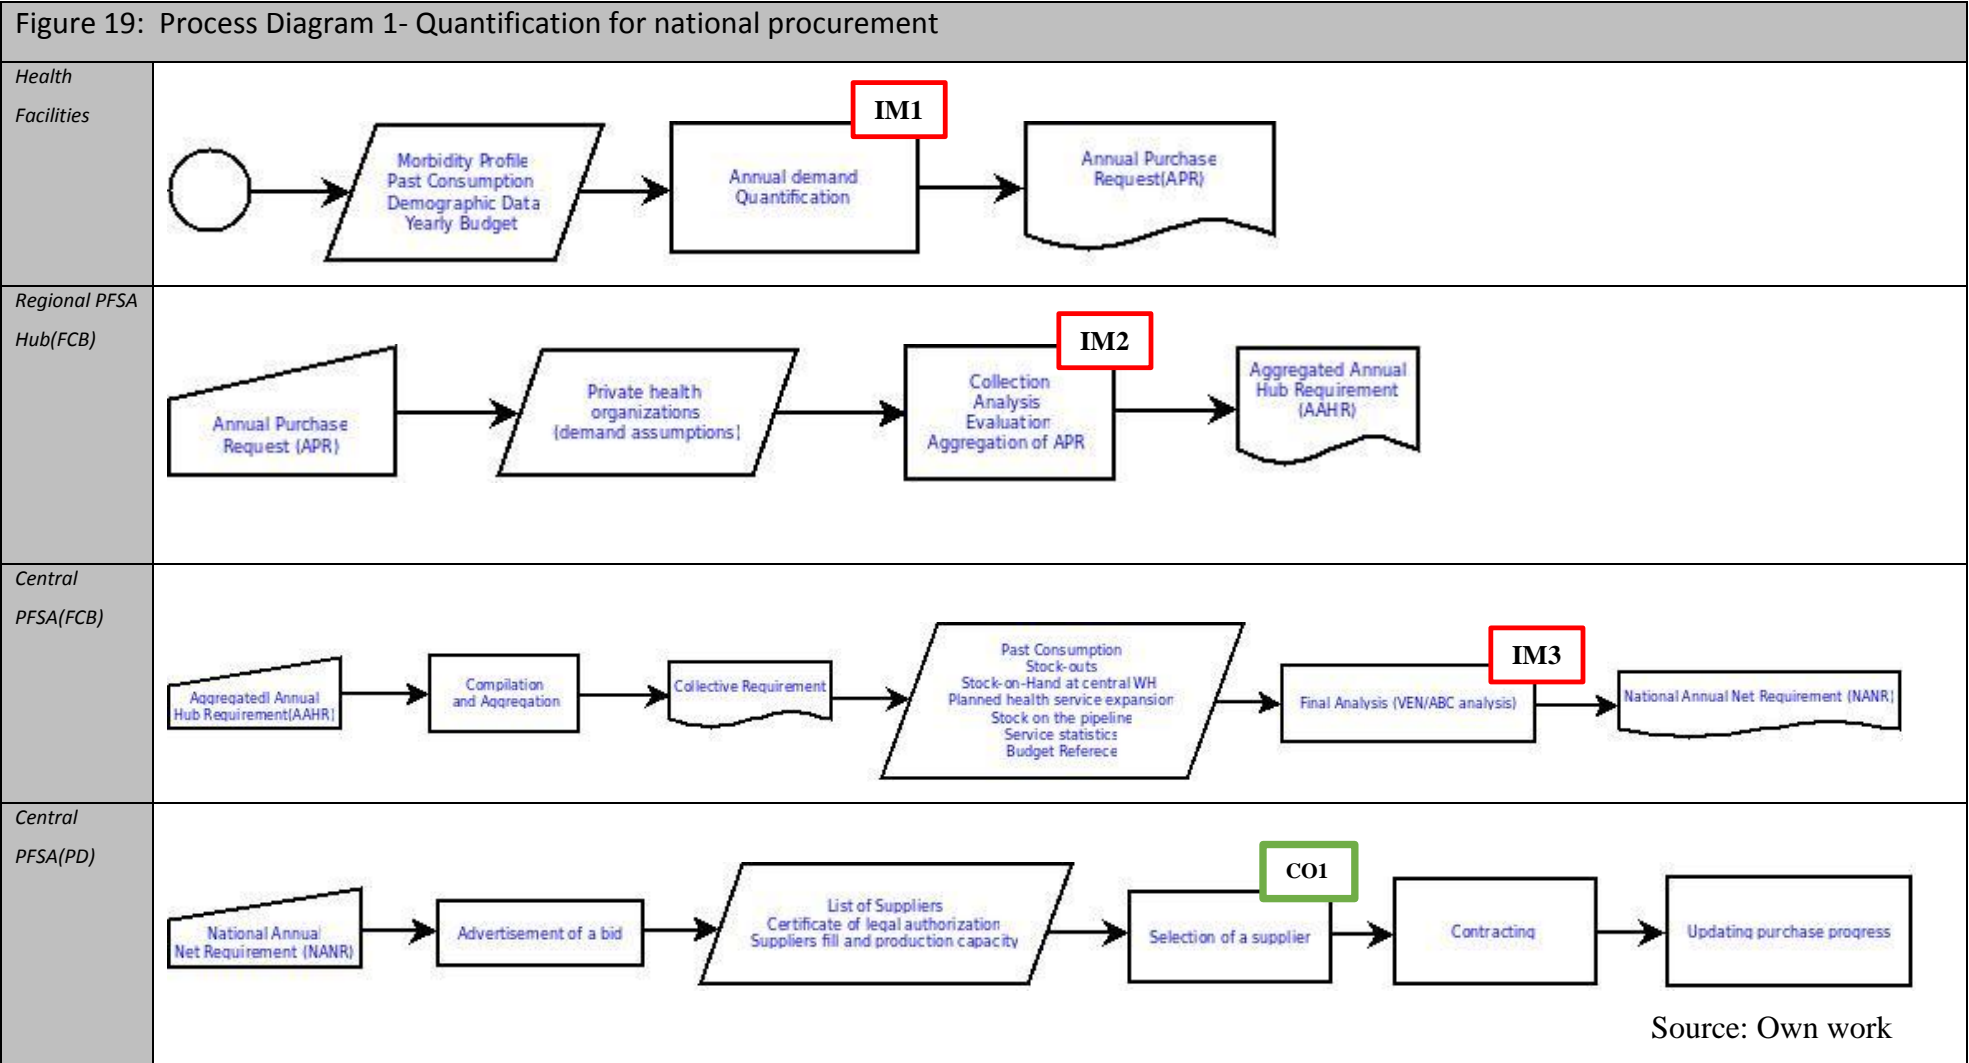 Figure 19:  Process Diagram 1- Quantification for national procurement
Health
Facilities
Morbidity Profile
Past Consumption
Demographic Data
Yearly Budget
IM1
Annual demand
Quantification
Annual Purchase
Request(APR)
Regional PFSA
Hub(FCB)
Annual Purchase
Request (APR)
Private health
organizations
(demand assumptions)
IM2
Collection
Analysis
Evaluation
Aggregation of APR
Aggregated Annual
Hub Requirement
(AAHR)
Central
PFSA(FCB)
Aggregatedl Annual
Hub Requirement(AAHR)
Compilation
and Aggregation
Collective Requirement
Past Consumption
Stock-outs
Stock-on-Hand at central WH
Planned health service expansion
Stock on the pipeline
Service statistics
Budget Referece
IM3
Final Analysis (VEN/ABC analysis)
National Annual Net Requirement (NANR)
Central
PFSA(PD)
National Annual
Net Requirement (NANR)
Advertisement of a bid
List of Suppliers
Certificate of legal authorization
Suppliers fill and production capacity
CO1
Selection of a supplier
Contracting
Updating purchase progress
Source: Own work